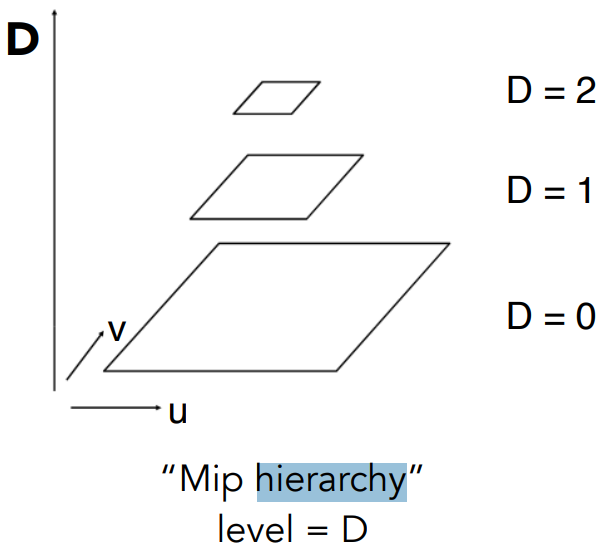 D
D = 2
D = 1
D = 0
v
u
“Mip hierarchy”
level = D